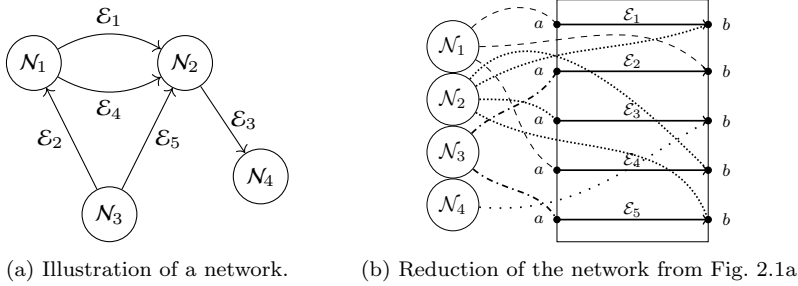 𝓔₁
𝓝₁
𝓝₂
𝓔₄
𝓔₂
𝓔₅
𝓔₃
𝓝₄
𝓝₃
(a) Illustration of a network.
a 𝓔₁ b
𝓝₁
a 𝓔₂ b
𝓝₂
a 𝓔₃ b
𝓝₃
a 𝓔₄ b
𝓝₄
a 𝓔₅ b
(b) Reduction of the network from Fig. 2.1a